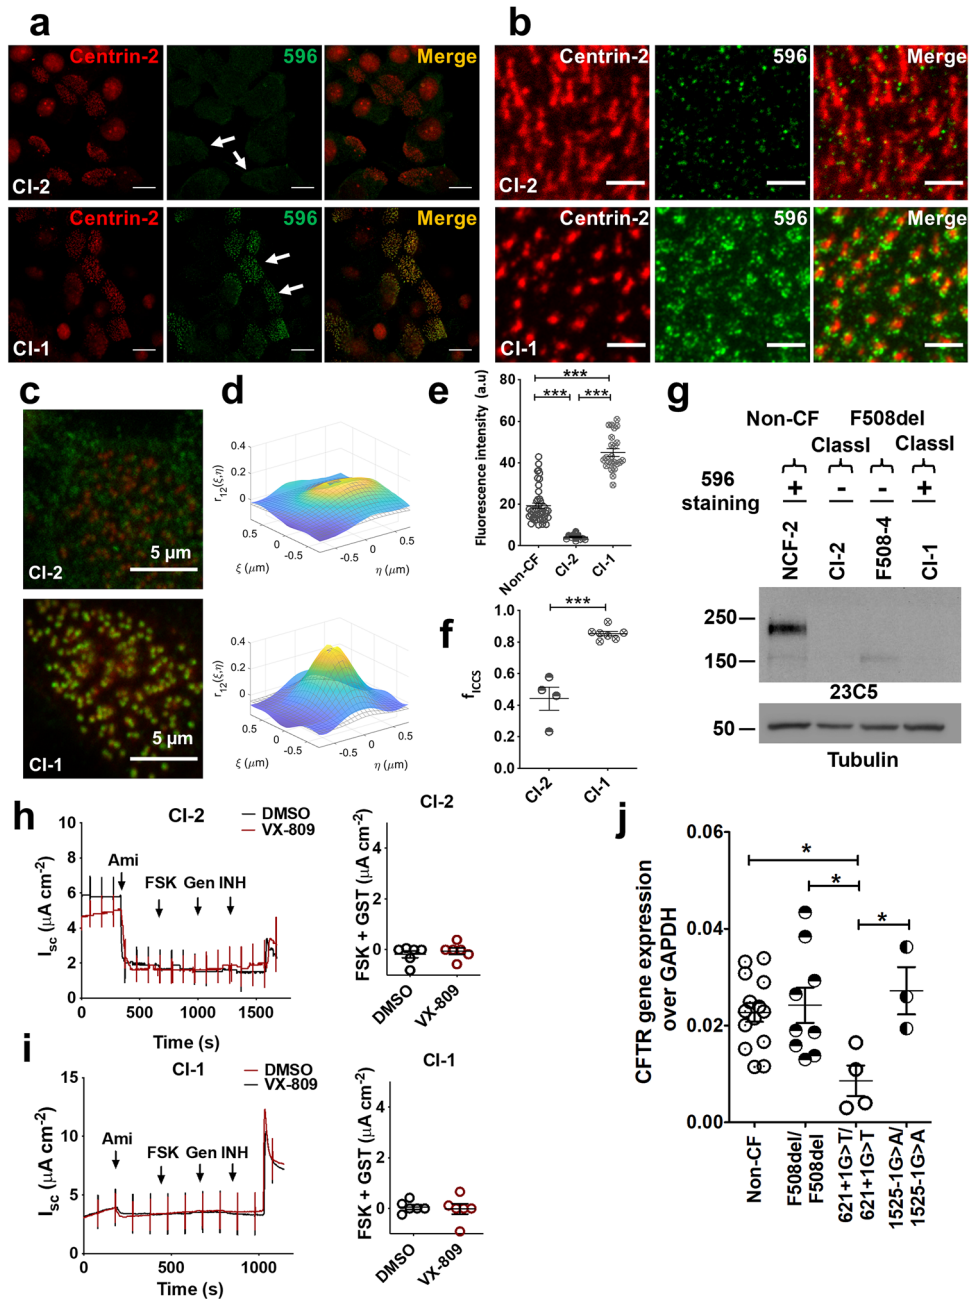 a
Centrin-2
596
Merge
CI-2
Centrin-2
596
Merge
CI-1
b
Centrin-2
596
Merge
CI-2
Centrin-2
596
Merge
CI-1
c
CI-2
5 µm
CI-1
5 µm
d
0.4
0.2
0
r12(ξ,η)
0.5
0
-0.5
ξ (µm)
-0.5
0
0.5
η (µm)
0.4
0.2
0
r12(ξ,η)
0.5
0
-0.5
ξ (µm)
-0.5
0
0.5
η (µm)
e
Fluorescence intensity (a.u)
80
60
40
20
0
***
*** ***
Non-CF
CI-2
CI-1
f
fICCS
1.0
0.8
0.6
0.4
0.2
0.0
***
CI-2
CI-1
g
Non-CF F508del
ClassI ClassI
596 staining
+ - - +
NCF-2
CI-2
F508-4
CI-1
250
150
23C5
50
Tubulin
h
CI-2
DMSO
VX-809
Isc (µA cm-2)
10
8
6
4
2
0
Ami
FSK Gen INH
0 500 1000 1500
Time (s)
CI-2
FSK + GST (µA cm-2)
4
2
0
DMSO
VX-809
i
CI-1
DMSO
VX-809
Isc (µA cm-2)
15
10
5
0
Ami
FSK Gen INH
0 500 1000
Time (s)
CI-1
FSK + GST (µA cm-2)
4
2
0
DMSO
VX-809
j
CFTR gene expression
over GAPDH
0.06
0.04
0.02
0.00
*
*
*
Non-CF
F508del/
F508del
621+1G>T/
621+1G>T
1525-1G>A/
1525-1G>A